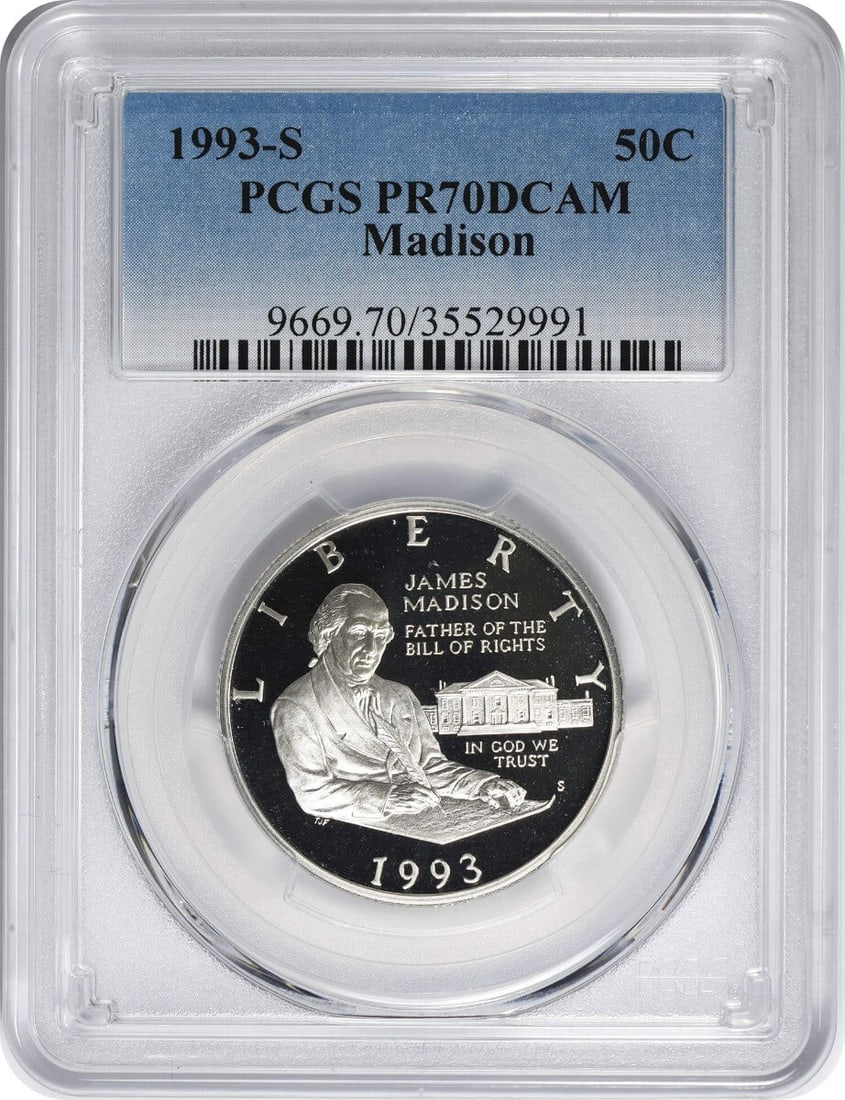 1993-S 50C
PCGS PR70DCAM
Madison
9669.70/35529991
LIBERTY
JAMES
MADISON
FATHER OF THE
BILL OF RIGHTS
IN GOD WE
TRUST
S
TJF
1993
PCGS